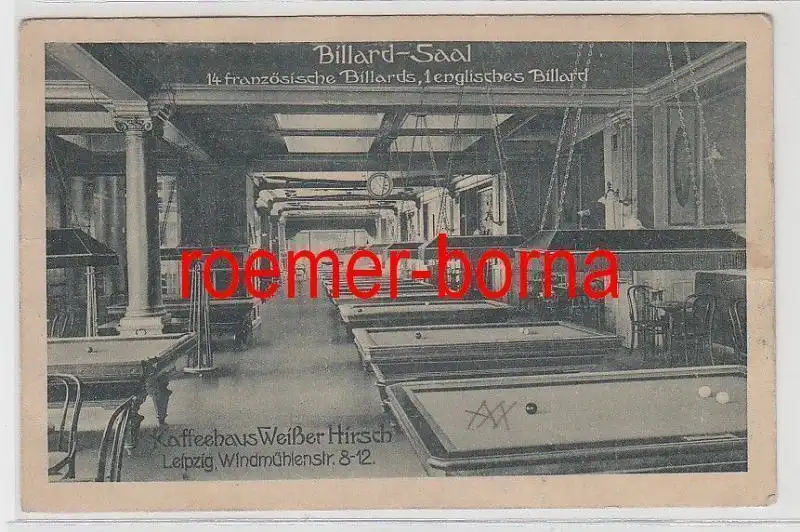 Billard-Saal
14 französische Billards, 1 englisches Billard
roemer-borna
Kaffeehaus Weißer Hirsch
Leipzig, Windmühlenstr. 8-12.